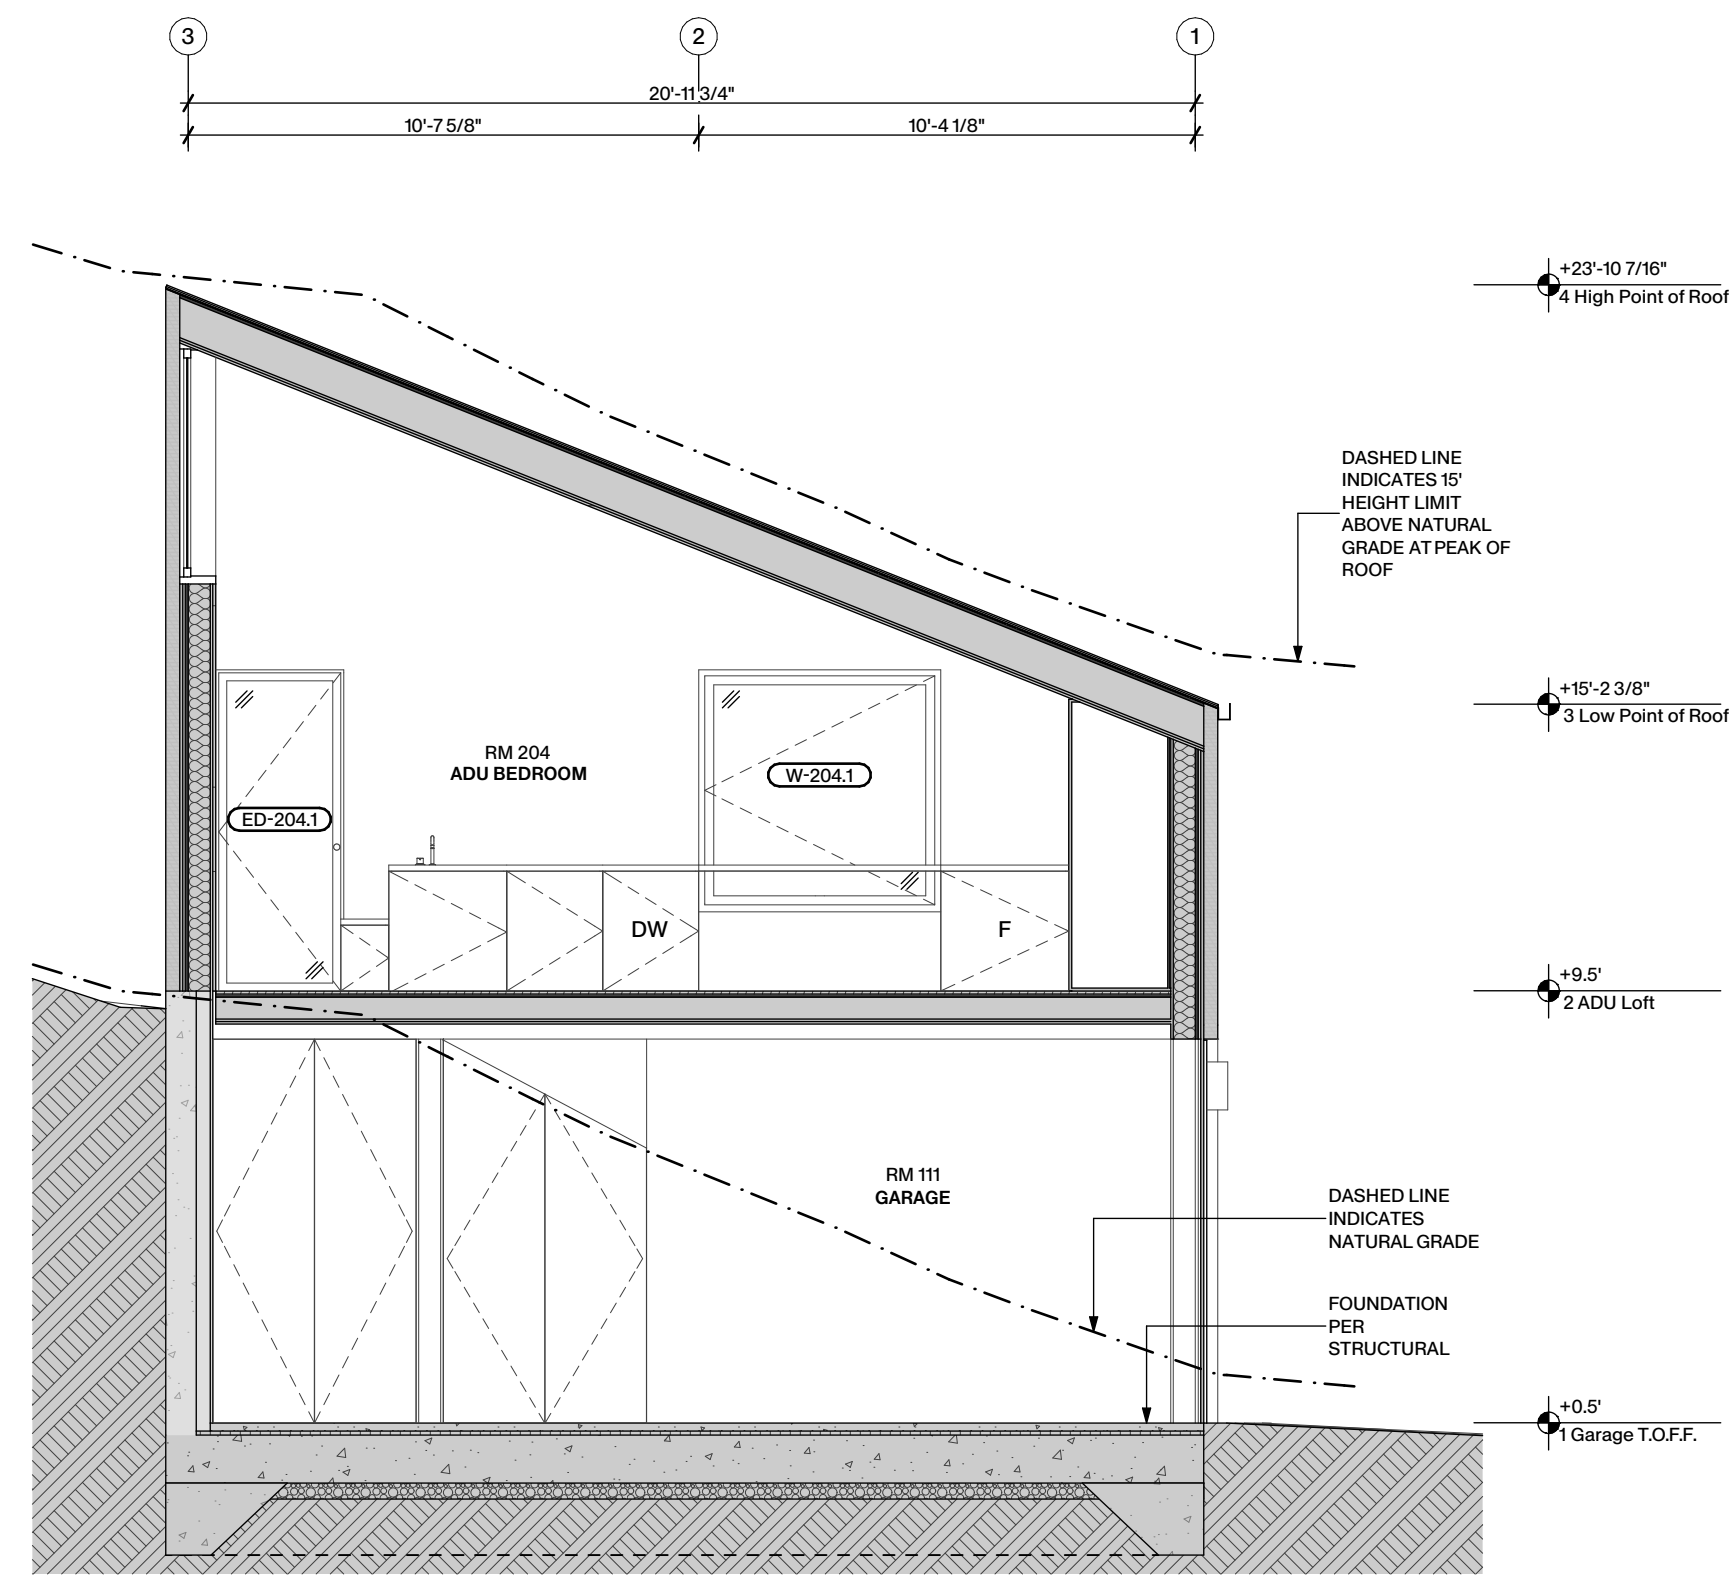 3
2
1
20'-11 3/4"
10'-7 5/8"
10'-4 1/8"
+23'-10 7/16"
4 High Point of Roof
DASHED LINE
INDICATES 15'
HEIGHT LIMIT
ABOVE NATURAL
GRADE AT PEAK OF
ROOF
+15'-2 3/8"
3 Low Point of Roof
RM 204
ADU BEDROOM
W-204.1
ED-204.1
DW
F
+9.5'
2 ADU Loft
RM 111
GARAGE
DASHED LINE
INDICATES
NATURAL GRADE
FOUNDATION
PER
STRUCTURAL
+0.5'
1 Garage T.O.F.F.